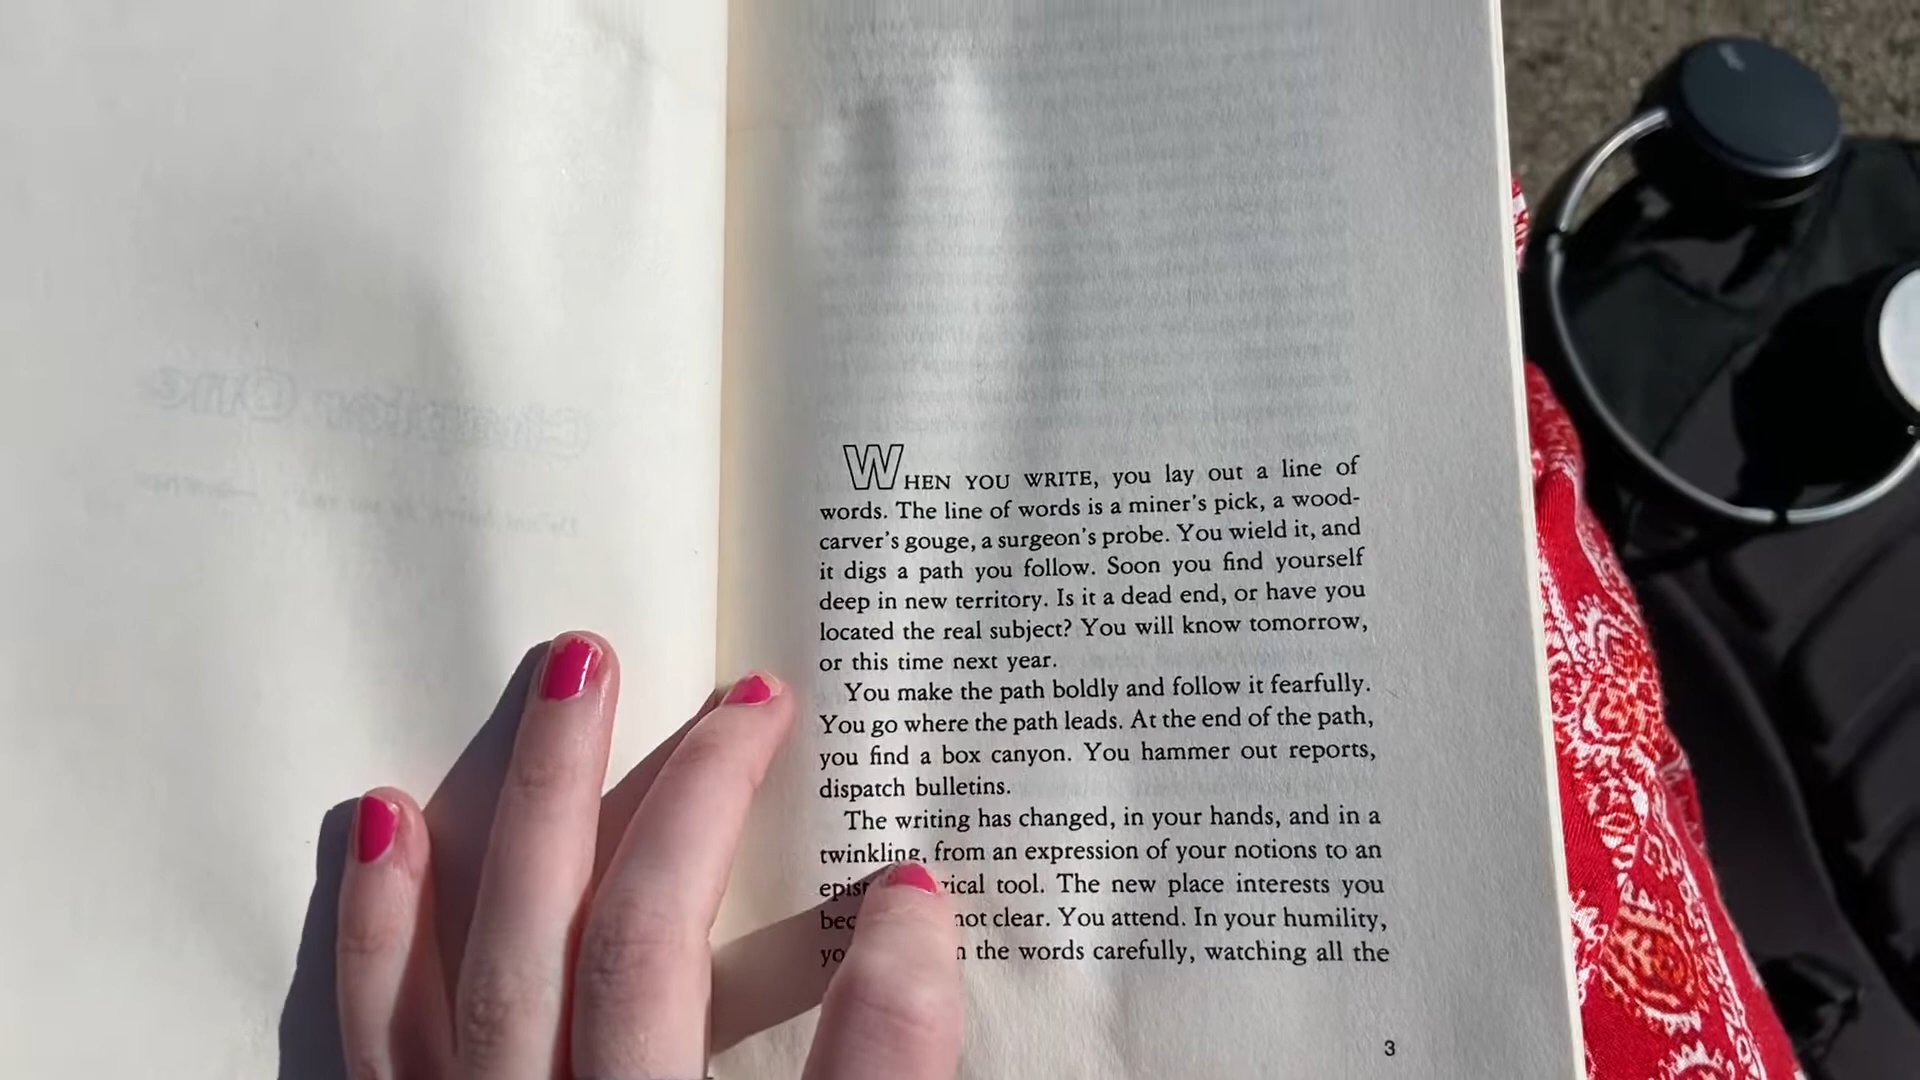 WHEN YOU WRITE, you lay out a line of
words. The line of words is a miner's pick, a wood-
carver's gouge, a surgeon's probe. You wield it, and
it digs a path you follow. Soon you find yourself
deep in new territory. Is it a dead end, or have you
located the real subject? You will know tomorrow,
or this time next year.
You make the path boldly and follow it fearfully.
You go where the path leads. At the end of the path,
you find a box canyon. You hammer out reports,
dispatch bulletins.
The writing has changed, in your hands, and in a
twinkling, from an expression of your notions to an
tool. The new place interests you
not clear. You attend. In your humility,
the words carefully, watching all the
3